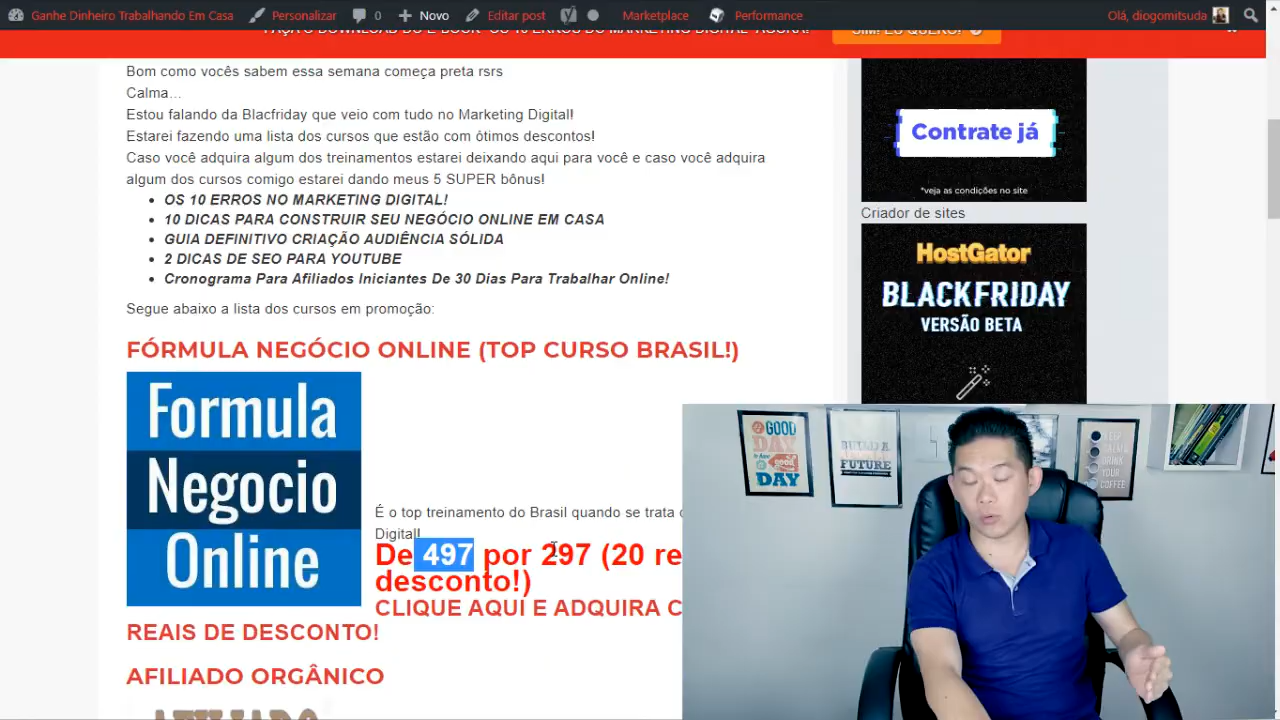 Ganhe Dinheiro Trabalhando Em Casa Personalizar 0 Novo Editar post Marketplace Performance Olá, diogomitsuda
Bom como vocês sabem essa semana começa preta rsrs
Calma...
Estou falando da Blacfriday que veio com tudo no Marketing Digital!
Estarei fazendo uma lista dos cursos que estão com ótimos descontos!
Caso você adquira algum dos treinamentos estarei deixando aqui para você e caso você adquira
algum dos cursos comigo estarei dando meus 5 SUPER bônus!
OS 10 ERROS NO MARKETING DIGITAL!
10 DICAS PARA CONSTRUIR SEU NEGÓCIO ONLINE EM CASA
GUIA DEFINITIVO CRIAÇÃO AUDIÊNCIA SÓLIDA
2 DICAS DE SEO PARA YOUTUBE
Cronograma Para Afiliados Iniciantes De 30 Dias Para Trabalhar Online!
Segue abaixo a lista dos cursos em promoção:
FÓRMULA NEGÓCIO ONLINE (TOP CURSO BRASIL!)
Formula
Negocio
Online
É o top treinamento do Brasil quando se trata
Digital!
De 497 por 297 (20 re
desconto!)
CLIQUE AQUI E ADQUIRA C
REAIS DE DESCONTO!
AFILIADO ORGÂNICO
Contrate já
*veja as condições no site
Criador de sites
HostGator
BLACKFRIDAY
VERSÃO BETA
GOOD
DAY
good
DAY
BUILD A
FUTURE
KEEP
CALM
DRINK
YOUR
COFFEE